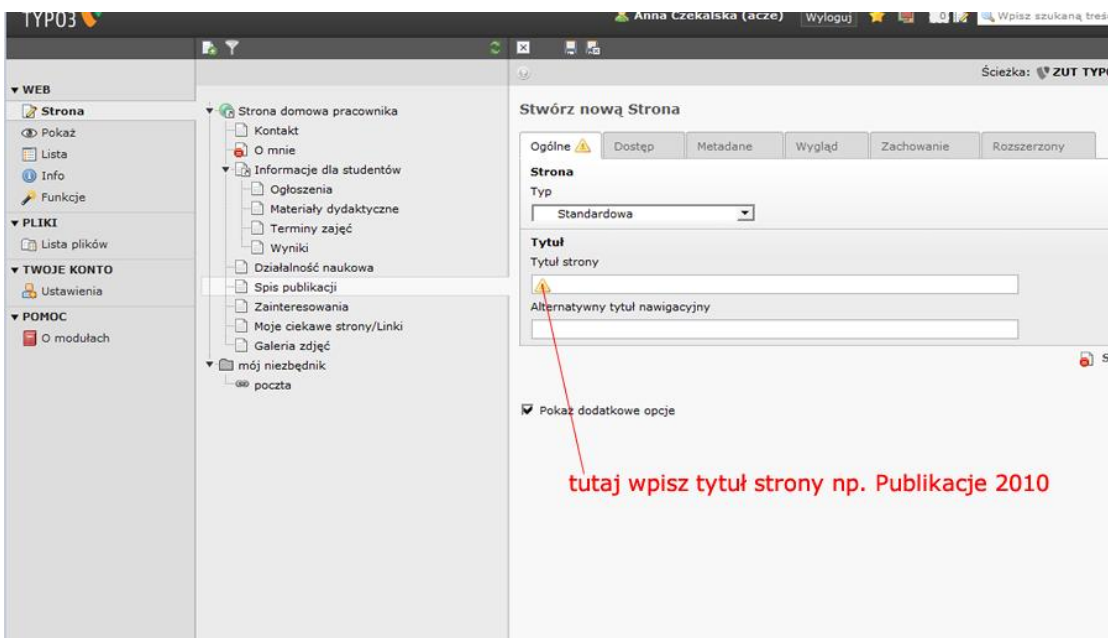 TYPO3
Anna Czekalska (acze)
Wyloguj
0
Wpisz szukaną treś
Ścieżka: ZUT TYP
WEB
Strona
Pokaż
Lista
Info
Funkcje
PLIKI
Lista plików
TWOJE KONTO
Ustawienia
POMOC
O modułach
Strona domowa pracownika
Kontakt
O mnie
Informacje dla studentów
Ogłoszenia
Materiały dydaktyczne
Terminy zajęć
Wyniki
Działalność naukowa
Spis publikacji
Zainteresowania
Moje ciekawe strony/Linki
Galeria zdjęć
mój niezbędnik
poczta
Stwórz nową Strona
Ogólne Dostęp Metadane Wygląd Zachowanie Rozszerzony
Strona
Typ
Standardowa
Tytuł
Tytuł strony
Alternatywny tytuł nawigacyjny
S
Pokaż dodatkowe opcje
tutaj wpisz tytuł strony np. Publikacje 2010